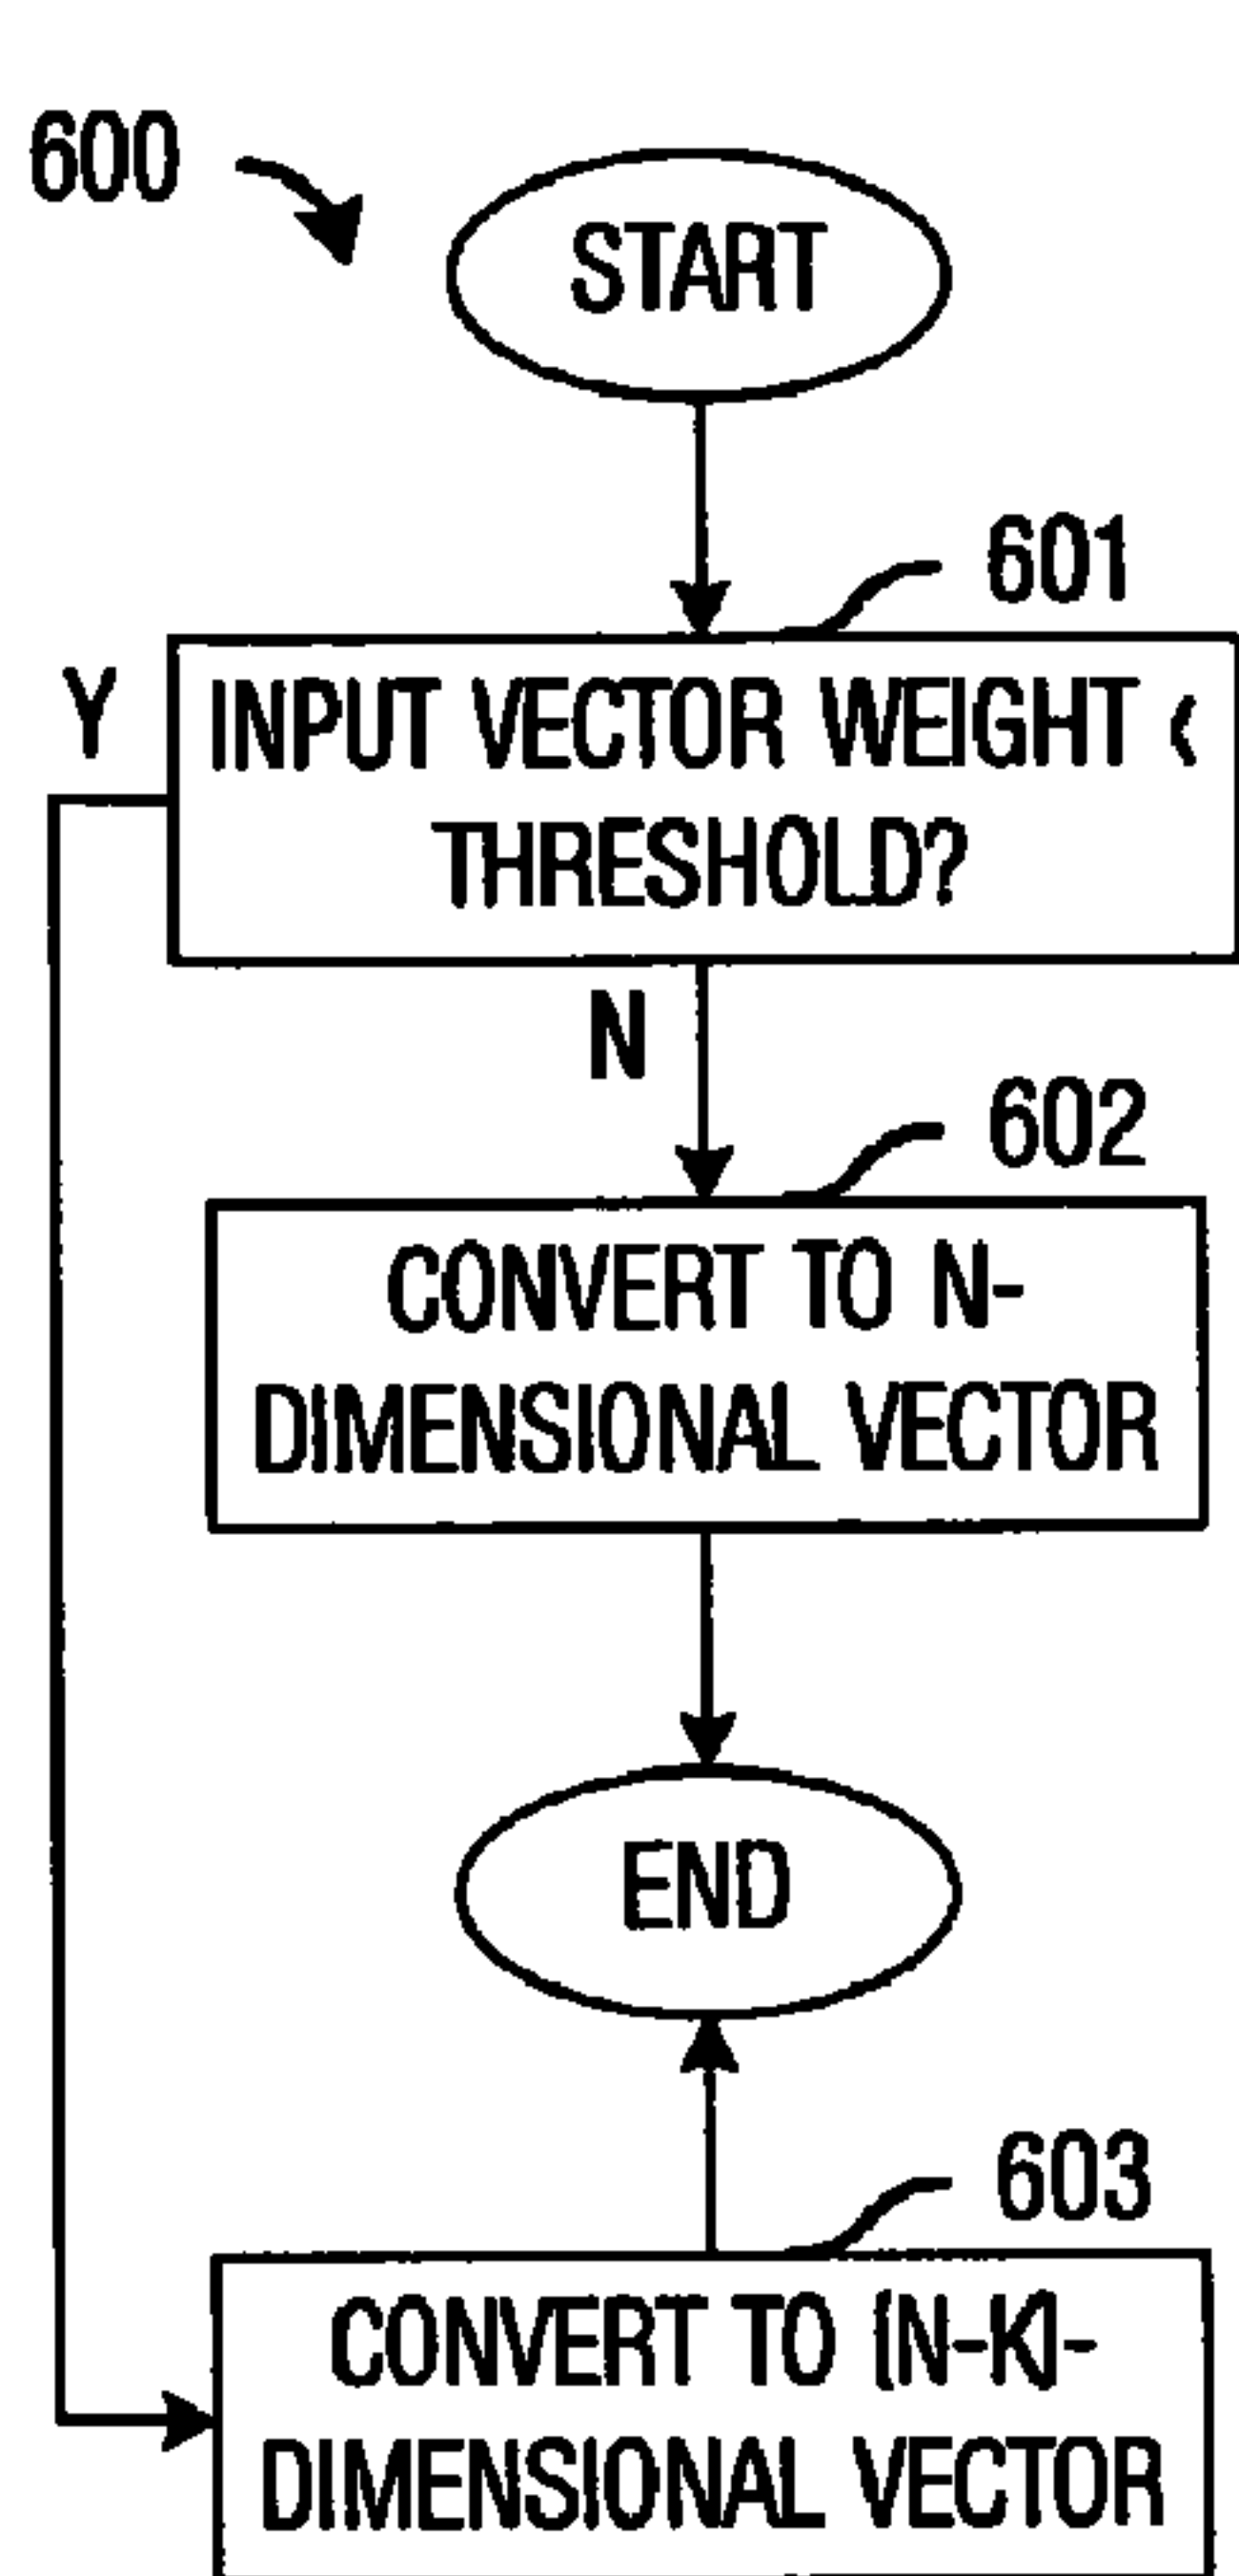 600
START
601
Y
INPUT VECTOR WEIGHT <
THRESHOLD?
N
602
CONVERT TO N-
DIMENSIONAL VECTOR
END
603
CONVERT TO (N-K)-
DIMENSIONAL VECTOR